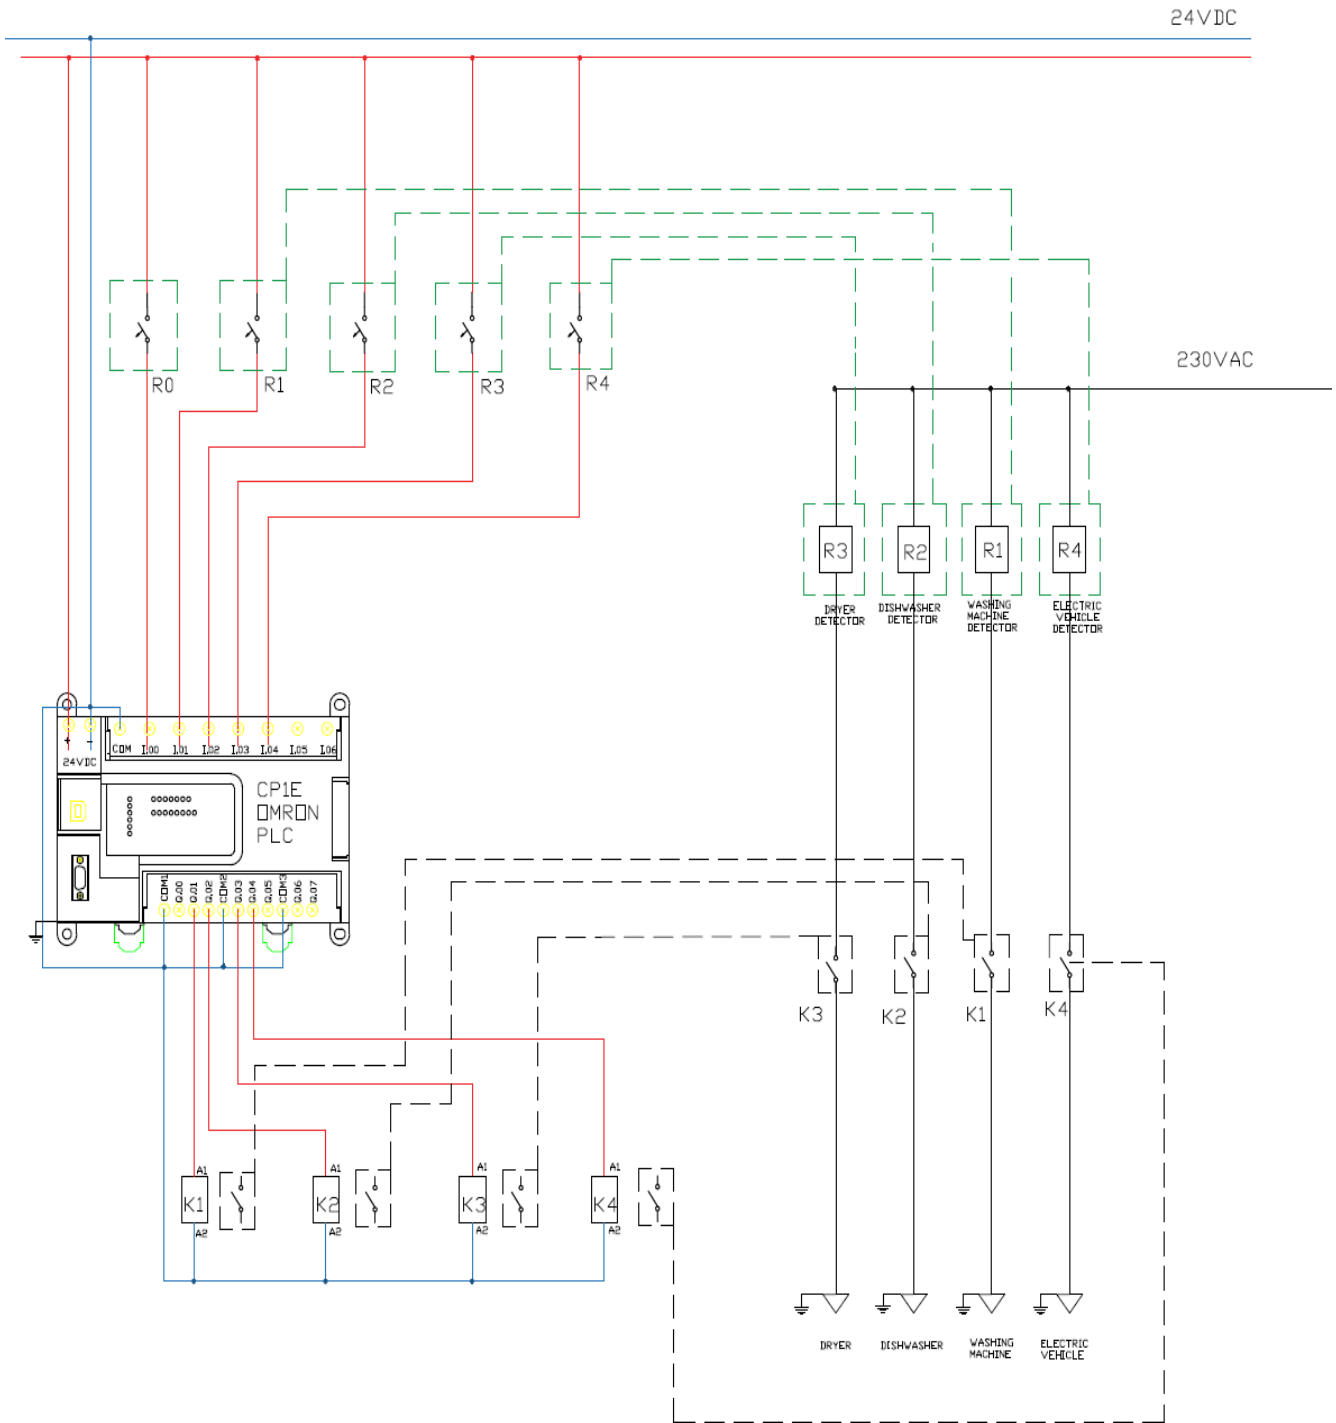 24VDC
230VAC
R0
R1
R2
R3
R4
R3
R2
R1
R4
DRYER
DETECTOR
DISHWASHER
DETECTOR
WASHING
MACHINE
DETECTOR
ELECTRIC
VEHICLE
DETECTOR
+
-
24VDC
COM
I.00
I.01
I.02
I.03
I.04
I.05
I.06
CP1E
OMRON
PLC
COM1
Q.00
Q.01
Q.02
COM2
Q.03
Q.04
Q.05
COM3
Q.06
Q.07
K3
K2
K1
K4
A1
K1
A2
A1
K2
A2
A1
K3
A2
A1
K4
A2
DRYER
DISHWASHER
WASHING
MACHINE
ELECTRIC
VEHICLE